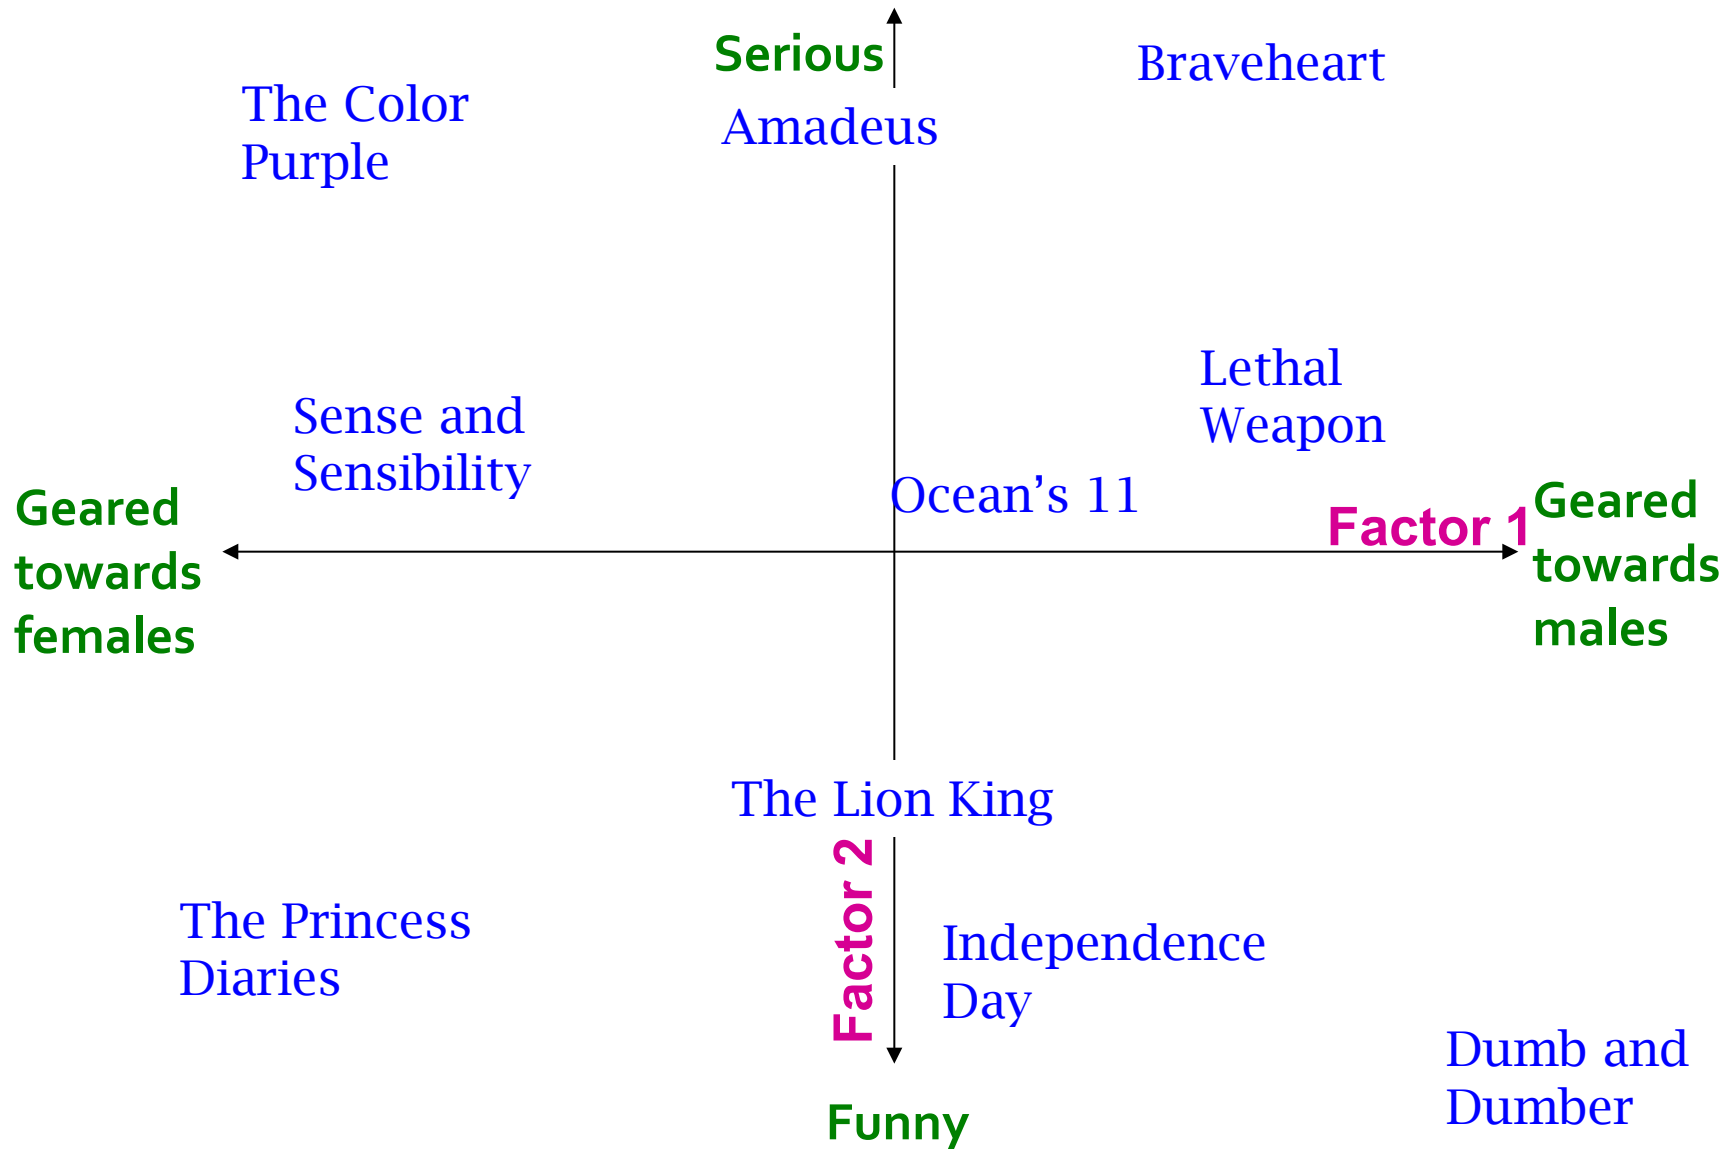 Serious
Braveheart
The Color
Purple
Amadeus
Lethal
Weapon
Sense and
Sensibility
Ocean’s 11
Factor 1
Geared
towards
females
Geared
towards
males
The Lion King
Factor 2
The Princess
Diaries
Independence
Day
Dumb and
Dumber
Funny